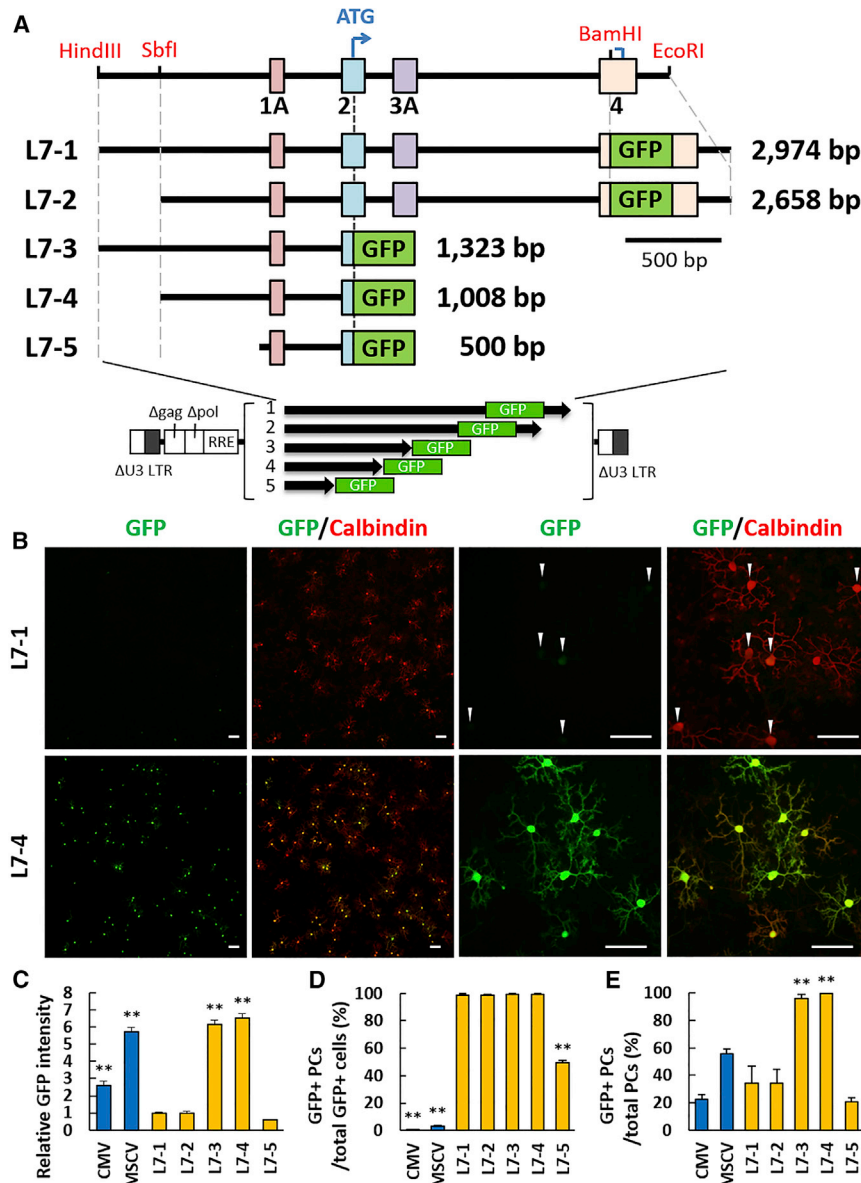 A
ATG
HindIII SbfI BamHI EcoRI
1A 2 3A 4
L7-1 GFP 2,974 bp
L7-2 GFP 2,658 bp
L7-3 GFP 1,323 bp
500 bp
L7-4 GFP 1,008 bp
L7-5 GFP 500 bp
Δgag Δpol
RRE
ΔU3 LTR
1 GFP
2 GFP
3 GFP
4 GFP
5 GFP
ΔU3 LTR
B
GFP GFP/Calbindin GFP GFP/Calbindin
L7-1
L7-4
C
Relative GFP intensity
8
7
6
5
4
3
2
1
0
** ** ** **
CMV MSCV L7-1 L7-2 L7-3 L7-4 L7-5
D
GFP+ PCs
/total GFP+ cells (%)
100
80
60
40
20
0
** ** **
CMV MSCV L7-1 L7-2 L7-3 L7-4 L7-5
E
GFP+ PCs
/total PCs (%)
100
80
60
40
20
0
** **
CMV MSCV L7-1 L7-2 L7-3 L7-4 L7-5